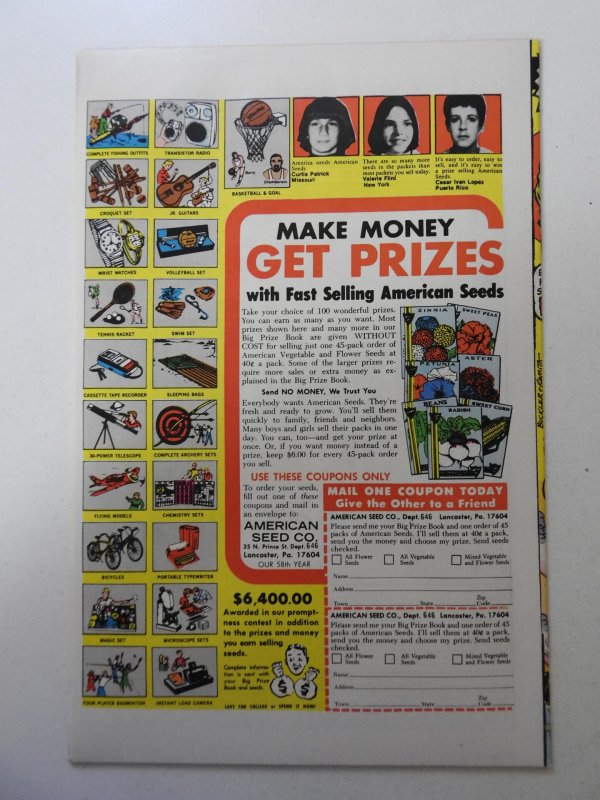 COMPLETE FISHING OUTFITS
TRANSISTOR RADIO
BASKETBALL & GOAL
CROQUET SET
JR. GUITARS
WRIST WATCHES
VOLLEYBALL SET
TENNIS RACKET
SWIM SET
CASSETTE TAPE RECORDER
SLEEPING BAGS
30-POWER TELESCOPE
COMPLETE ARCHERY SETS
FLYING MODELS
CHEMISTRY SETS
BICYCLES
PORTABLE TYPEWRITER
MAGIC SET
MICROSCOPE SETS
FOUR PLAYER BADMINTON
INSTANT LOAD CAMERA
America needs American
Seeds
Curtis Patrick
Missouri
There are so many more
seeds in the packets than
most packets you sell today.
Valerie Flint
New York
It's easy to order, easy to
sell, and it's easy to win
a prize selling American
Seeds.
Cesar Ivan Lopez
Puerto Rico
MAKE MONEY
GET PRIZES
with Fast Selling American Seeds
Take your choice of 100 wonderful prizes.
You can earn as many as you want. Most
prizes shown here and many more in our
Big Prize Book are given WITHOUT
COST for selling just one 45-pack order of
American Vegetable and Flower Seeds at
40¢ a pack. Some of the larger prizes re-
quire more sales or extra money as ex-
plained in the Big Prize Book.
Send NO MONEY, We Trust You
Everybody wants American Seeds. They're
fresh and ready to grow. You'll sell them
quickly to family, friends and neighbors.
Many boys and girls sell their packs in one
day. You can, too—and get your prize at
once. Or, if you want money instead of a
prize, keep $6.00 for every 45-pack order
you sell.
ZINNIA
SWEET PEAS
ASTER
PETUNIA
BEANS
RADISH
SWEET CORN
USE THESE COUPONS ONLY
To order your seeds,
fill out one of these
coupons and mail in
an envelope to:
AMERICAN
SEED CO.
35 N. Prince St. Dept. 646
Lancaster, Pa. 17604
OUR 58th YEAR
$6,400.00
Awarded in our prompt-
ness contest in addition
to the prizes and money
you earn selling
seeds.
Complete informa-
tion is sent with
your Big Prize
Book and seeds.
$ $
SAVE FOR COLLEGE or SPEND IT NOW!
MAIL ONE COUPON TODAY
Give the Other to a Friend
AMERICAN SEED CO., Dept. 646 Lancaster, Pa. 17604
Please send me your Big Prize Book and one order of 45
packs of American Seeds. I'll sell them at 40¢ a pack,
send you the money and choose my prize. Send seeds
checked.
All Flower
Seeds
All Vegetable
Seeds
Mixed Vegetable
and Flower Seeds
Name
Address
Town State Zip Code
AMERICAN SEED CO., Dept. 646 Lancaster, Pa. 17604
Please send me your Big Prize Book and one order of 45
packs of American Seeds. I'll sell them at 40¢ a pack,
send you the money and choose my prize. Send seeds
checked.
All Flower
Seeds
All Vegetable
Seeds
Mixed Vegetable
and Flower Seeds
Name
Address
Town State Zip Code